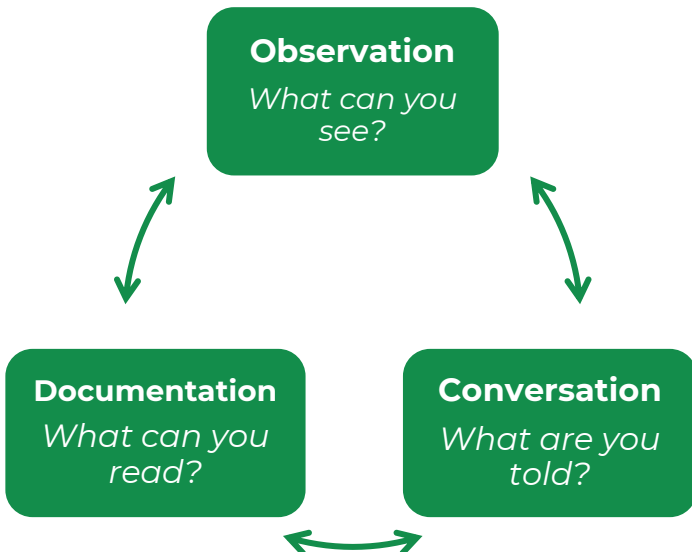 Observation
What can you
see?
Documentation
What can you
read?
Conversation
What are you
told?